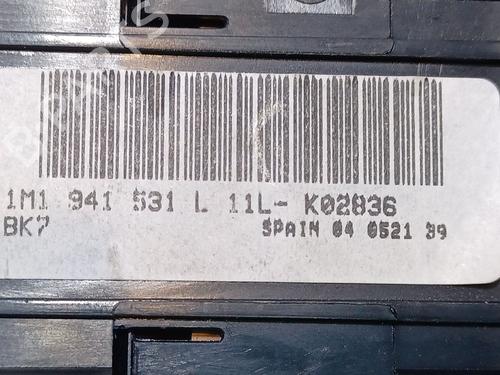 1M1 941 531 L 11L- K02836
BK7 SPAIN 04 0521 39